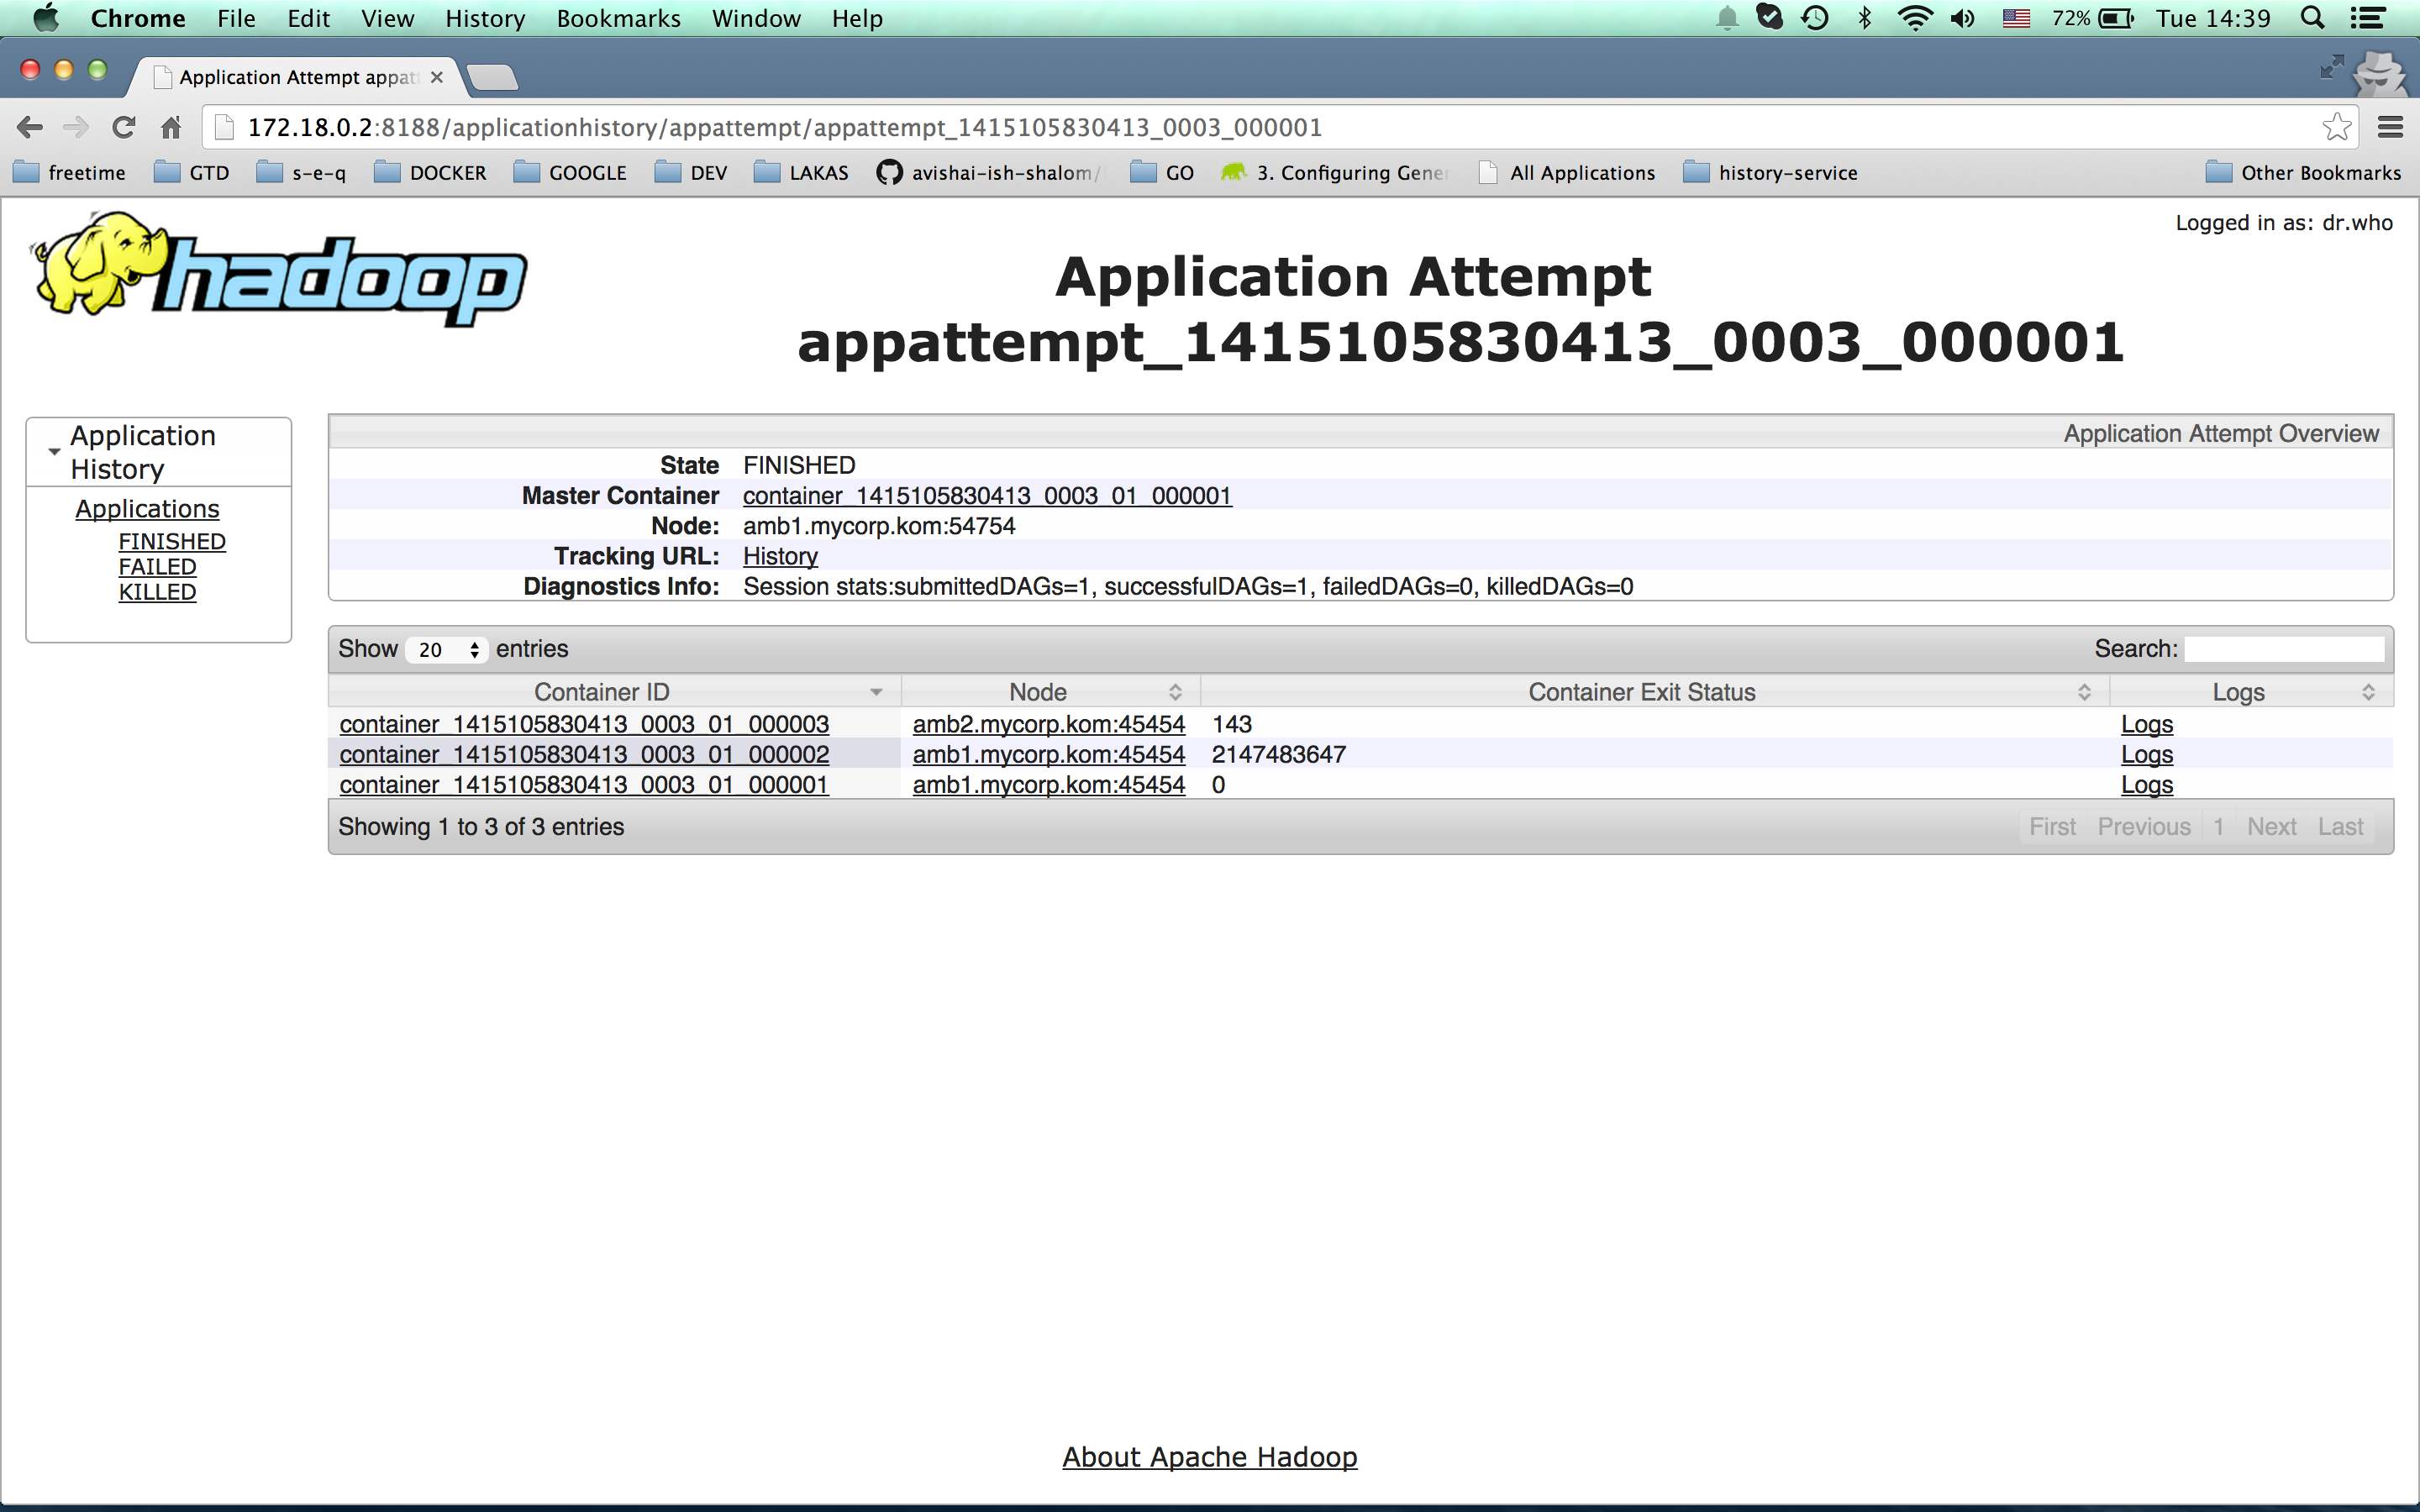 Chrome File Edit View History Bookmarks Window Help 72% Tue 14:39
Application Attempt appat
172.18.0.2:8188/applicationhistory/appattempt/appattempt_1415105830413_0003_000001
freetime GTD s-e-q DOCKER GOOGLE DEV LAKAS avishai-ish-shalom/ GO 3. Configuring Gene All Applications history-service Other Bookmarks
hadoop
Logged in as: dr.who
Application Attempt
appattempt_1415105830413_0003_000001
Application
History
Applications
FINISHED
FAILED
KILLED
Application Attempt Overview
State FINISHED
Master Container container_1415105830413_0003_01_000001
Node: amb1.mycorp.kom:54754
Tracking URL: History
Diagnostics Info: Session stats:submittedDAGs=1, successfulDAGs=1, failedDAGs=0, killedDAGs=0
Show 20 entries Search:
Container ID Node Container Exit Status Logs
container_1415105830413_0003_01_000003 amb2.mycorp.kom:45454 143 Logs
container_1415105830413_0003_01_000002 amb1.mycorp.kom:45454 2147483647 Logs
container_1415105830413_0003_01_000001 amb1.mycorp.kom:45454 0 Logs
Showing 1 to 3 of 3 entries First Previous 1 Next Last
About Apache Hadoop